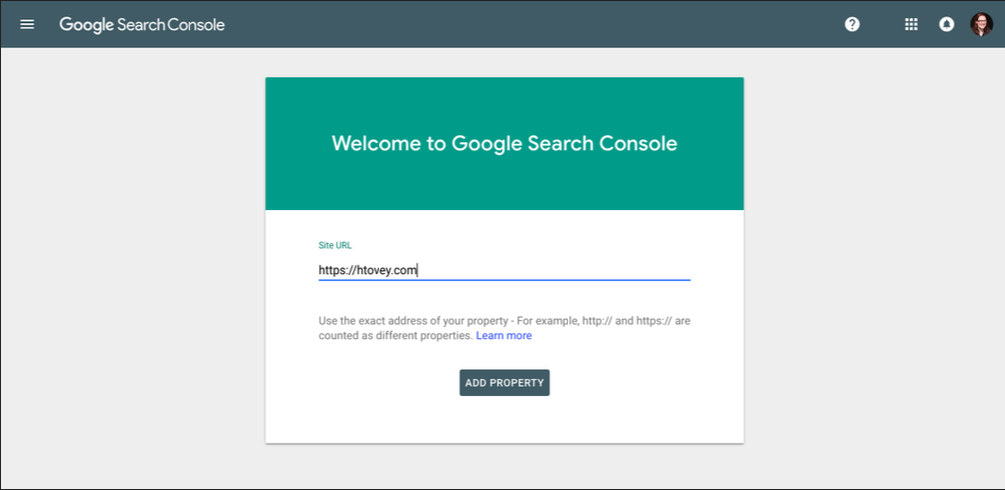 Google Search Console
Welcome to Google Search Console
Site URL
https://htovey.com
Use the exact address of your property - For example, http:// and https:// are
counted as different properties. Learn more
ADD PROPERTY